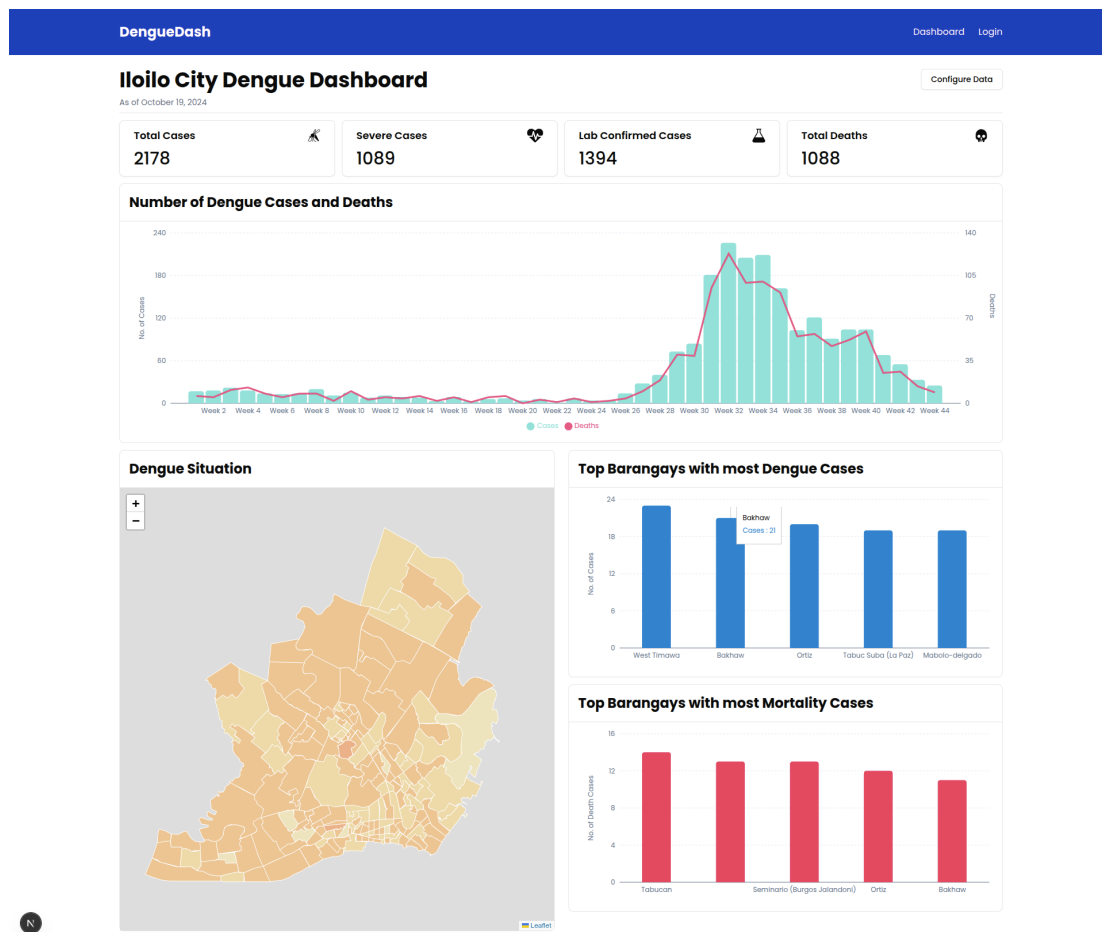 DengueDash
Dashboard Login
Iloilo City Dengue Dashboard
Configure Data
As of October 19, 2024
Total Cases
2178
Severe Cases
1089
Lab Confirmed Cases
1394
Total Deaths
1088
Number of Dengue Cases and Deaths
240
180
120
60
0
No. of Cases
140
105
70
35
0
Deaths
Week 2 Week 4 Week 6 Week 8 Week 10 Week 12 Week 14 Week 16 Week 18 Week 20 Week 22 Week 24 Week 26 Week 28 Week 30 Week 32 Week 34 Week 36 Week 38 Week 40 Week 42 Week 44
Cases Deaths
Dengue Situation
+
−
Leaflet
Top Barangays with most Dengue Cases
24
18
12
6
0
No. of Cases
Bakhaw
Cases : 21
West Timawa Bakhaw Ortiz Tabuc Suba (La Paz) Mabolo-delgado
Top Barangays with most Mortality Cases
16
12
8
4
0
No. of Death Cases
Tabucan Seminario (Burgos Jalandoni) Ortiz Bakhaw
N